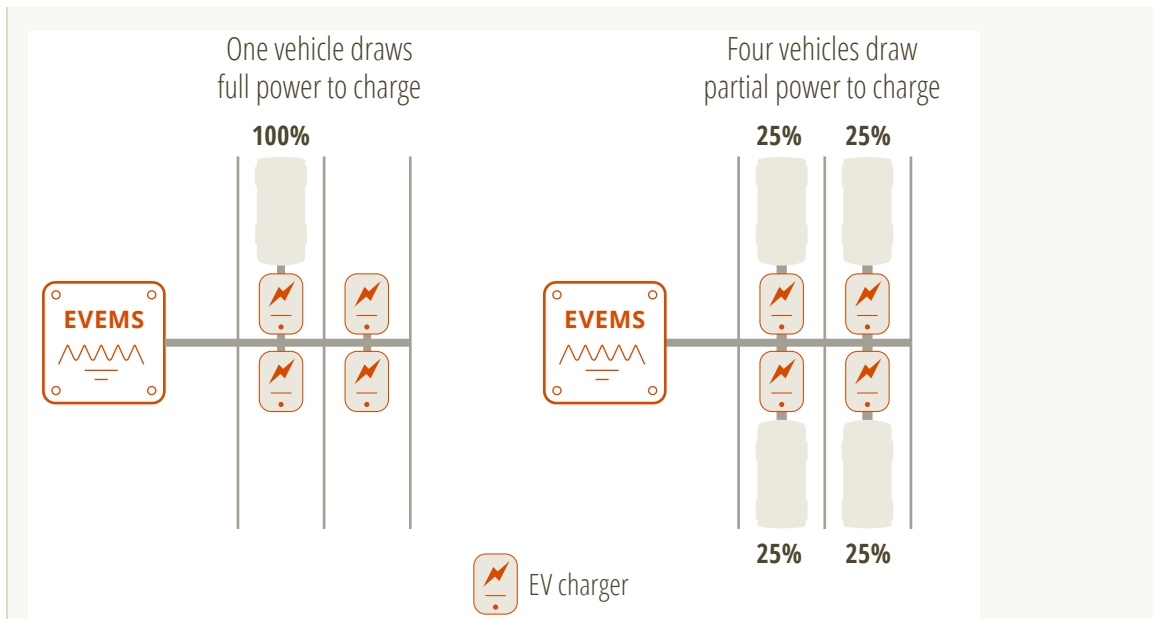 One vehicle draws
full power to charge
100%
EVEMS
Four vehicles draw
partial power to charge
25% 25%
EVEMS
25% 25%
EV charger